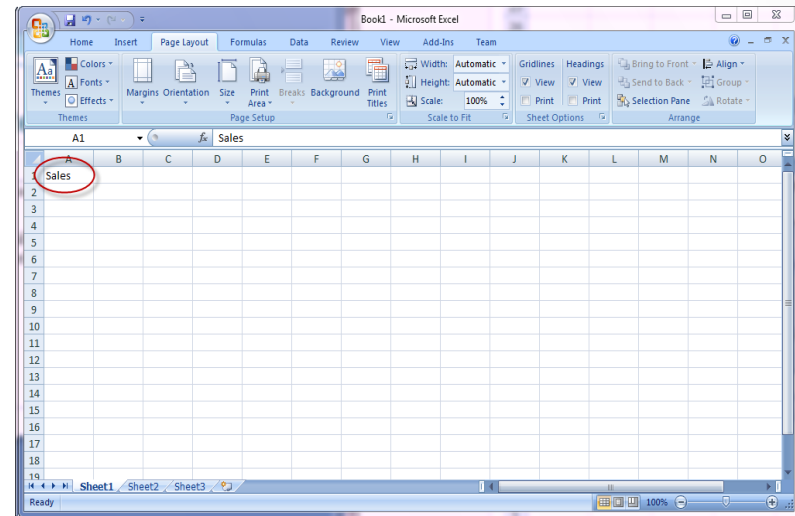 Book1 - Microsoft Excel
Home Insert Page Layout Formulas Data Review View Add-Ins Team
Colors Width: Automatic Gridlines Headings Bring to Front Align
Aa A Fonts Height: Automatic View View Send to Back Group
Themes Effects Margins Orientation Size Print Area Breaks Background Print Titles Scale: 100% Print Print Selection Pane Rotate
Themes Page Setup Scale to Fit Sheet Options Arrange
A1 fx Sales
A B C D E F G H I J K L M N O
1 Sales
2
3
4
5
6
7
8
9
10
11
12
13
14
15
16
17
18
19
Sheet1 Sheet2 Sheet3
Ready 100%